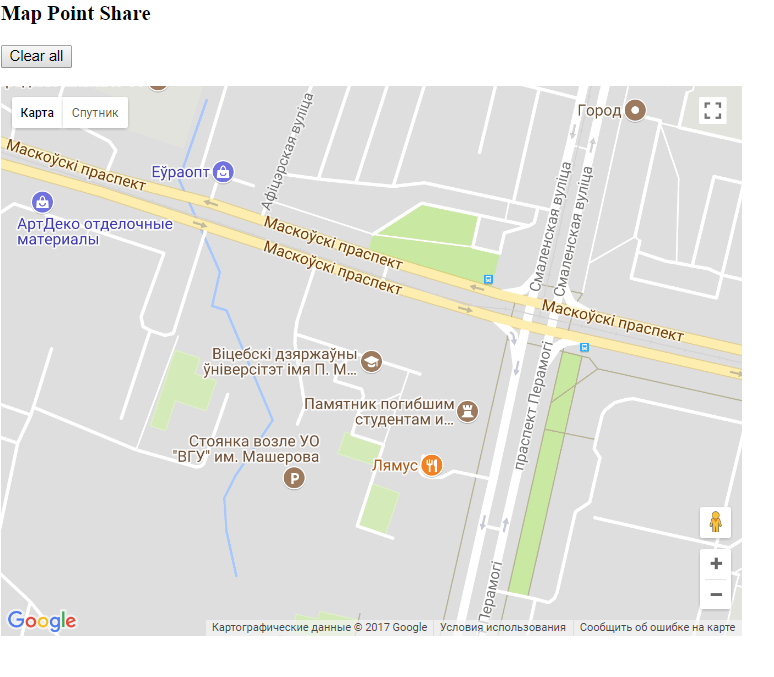 Map Point Share
Clear all
Карта
Спутник
Город
Маскоўскі праспект
Еўраопт
Афіцэрская вуліца
АртДеко отделочные
материалы
Маскоўскі праспект
Маскоўскі праспект
Смаленская вуліца
Смаленская вуліца
Маскоўскі праспект
Віцебскі дзяржаўны
ўніверсітэт імя П. М...
праспект Перамогі
Памятник погибшим
студентам и...
Стоянка возле УО
"ВГУ" им. Машерова
P
Лямус
Перамогі
+
−
Google
Картографические данные © 2017 Google
Условия использования
Сообщить об ошибке на карте